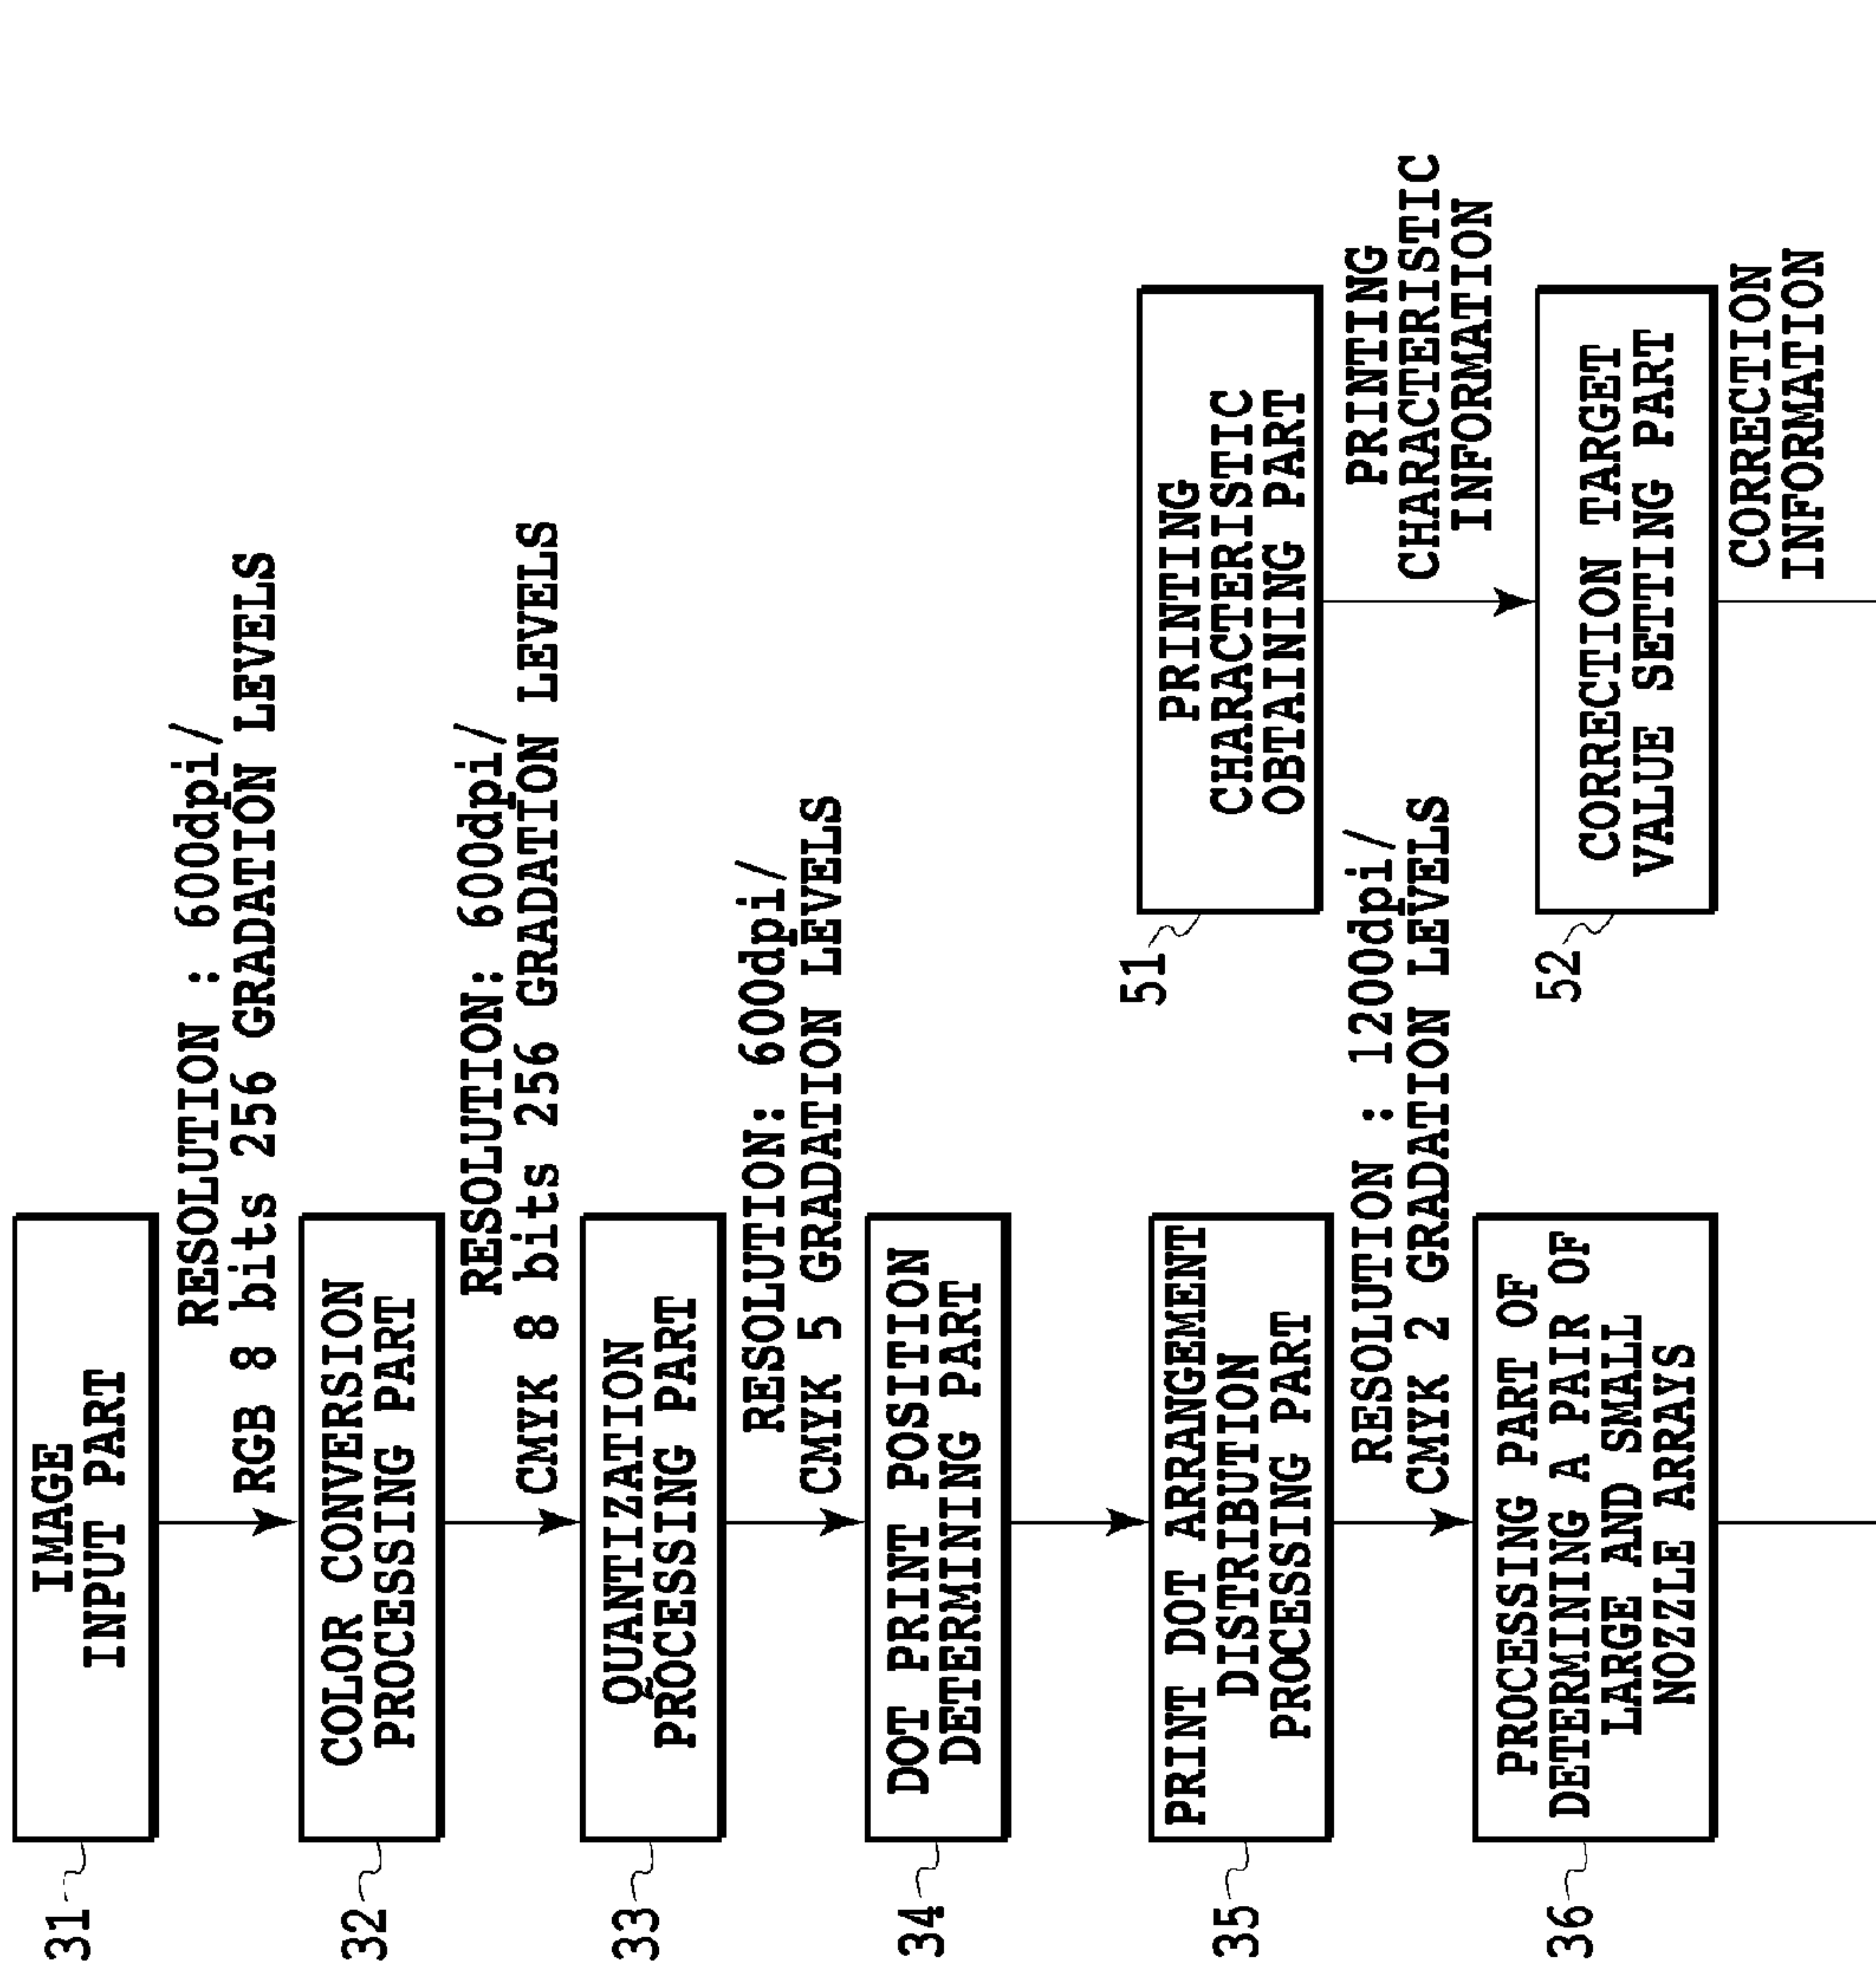 31
IMAGE
INPUT PART
RESOLUTION : 600dpi/
RGB 8 bits 256 GRADATION LEVELS
32
COLOR CONVERSION
PROCESSING PART
RESOLUTION: 600dpi/
CMYK 8 bits 256 GRADATION LEVELS
33
QUANTIZATION
PROCESSING PART
RESOLUTION: 600dpi/
CMYK 5 GRADATION LEVELS
34
DOT PRINT POSITION
DETERMINING PART
35
PRINT DOT ARRANGEMENT
DISTRIBUTION
PROCESSING PART
RESOLUTION : 1200dpi/
CMYK 2 GRADATION LEVELS
36
PROCESSING PART OF
DETERMINING A PAIR OF
LARGE AND SMALL
NOZZLE ARRAYS
51
PRINTING
CHARACTERISTIC
OBTAINING PART
PRINTING
CHARACTERISTIC
INFORMATION
52
CORRECTION TARGET
VALUE SETTING PART
CORRECTION
INFORMATION